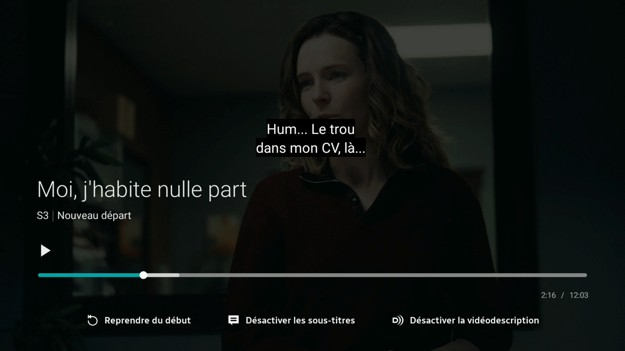 Hum... Le trou
dans mon CV, là...
Moi, j'habite nulle part
S3 | Nouveau départ
2:16 / 12:03
Reprendre du début
Désactiver les sous-titres
D)) Désactiver la vidéodescription